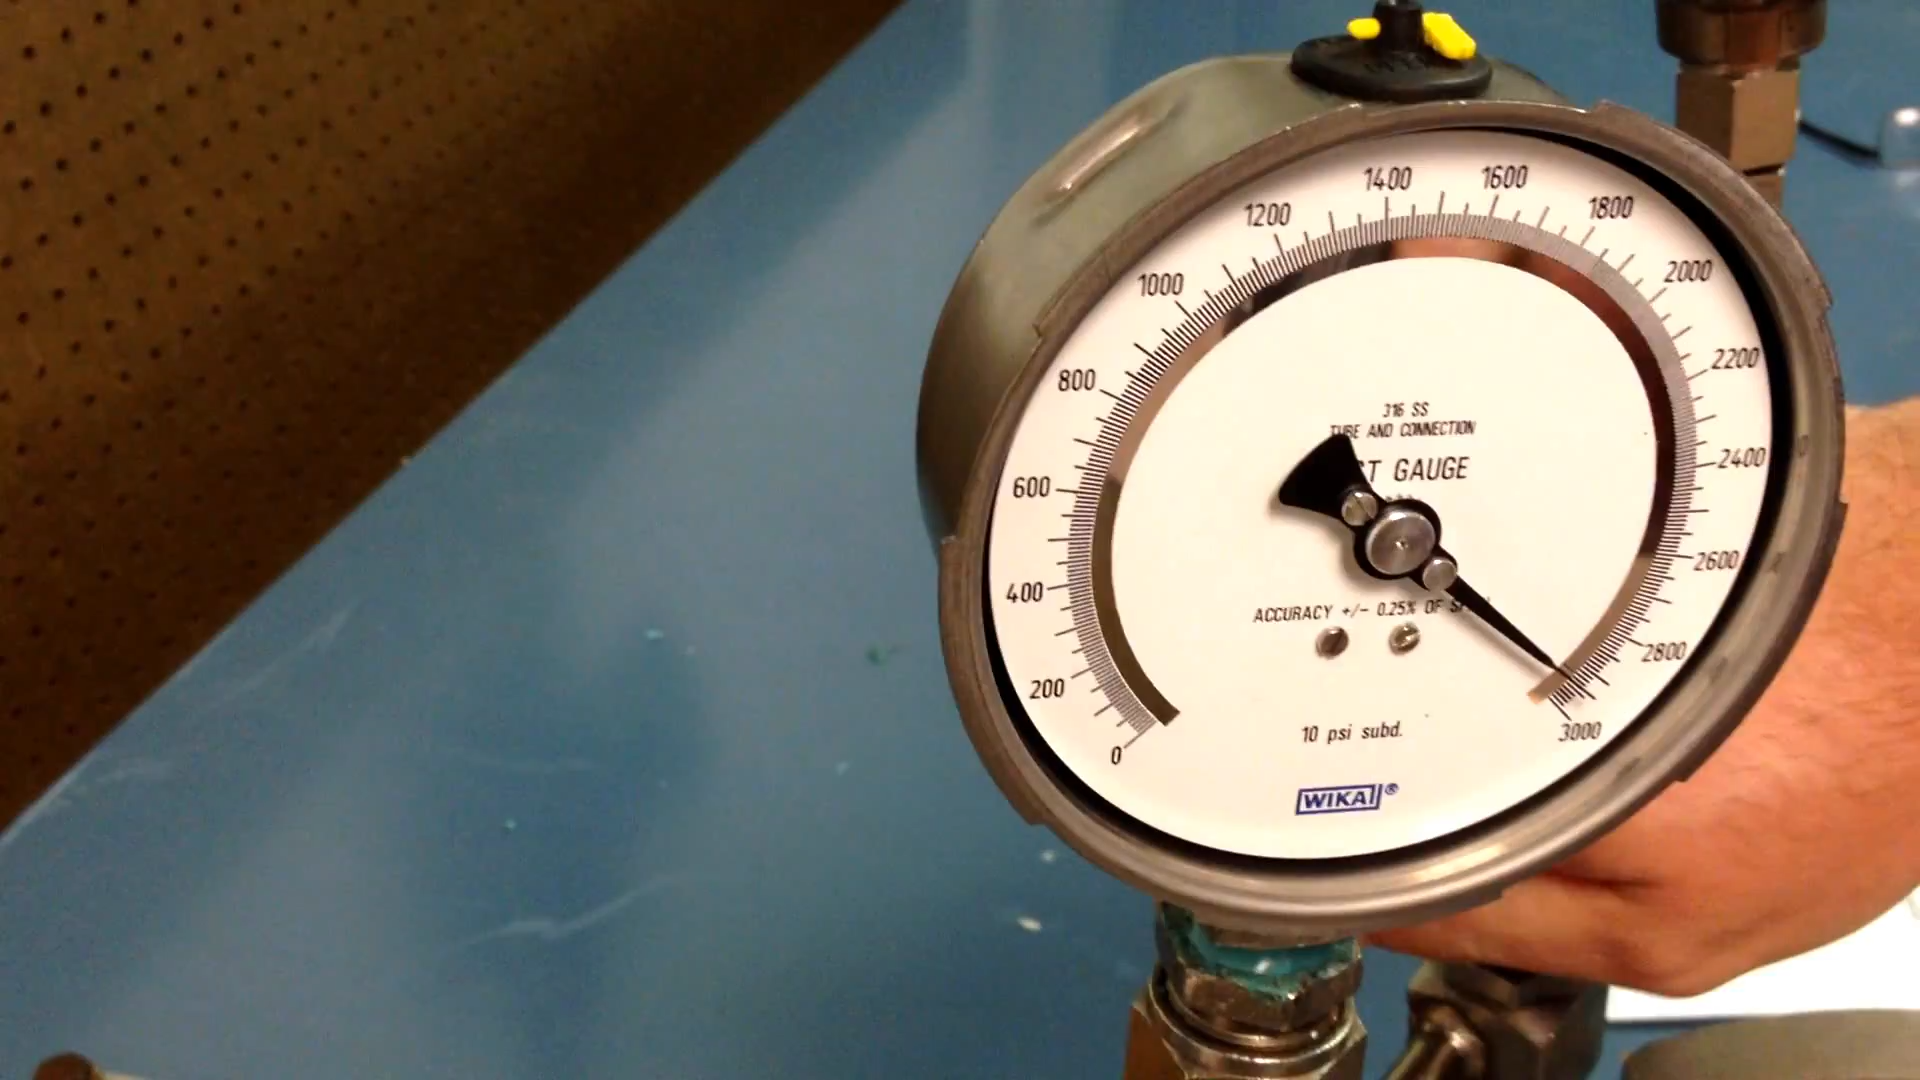 0
200
400
600
800
1000
1200
1400
1600
1800
2000
2200
2400
2600
2800
3000
316 SS
TUBE AND CONNECTION
GAUGE
ACCURACY +/- 0.25% OF
10 psi subd.
WIKA®